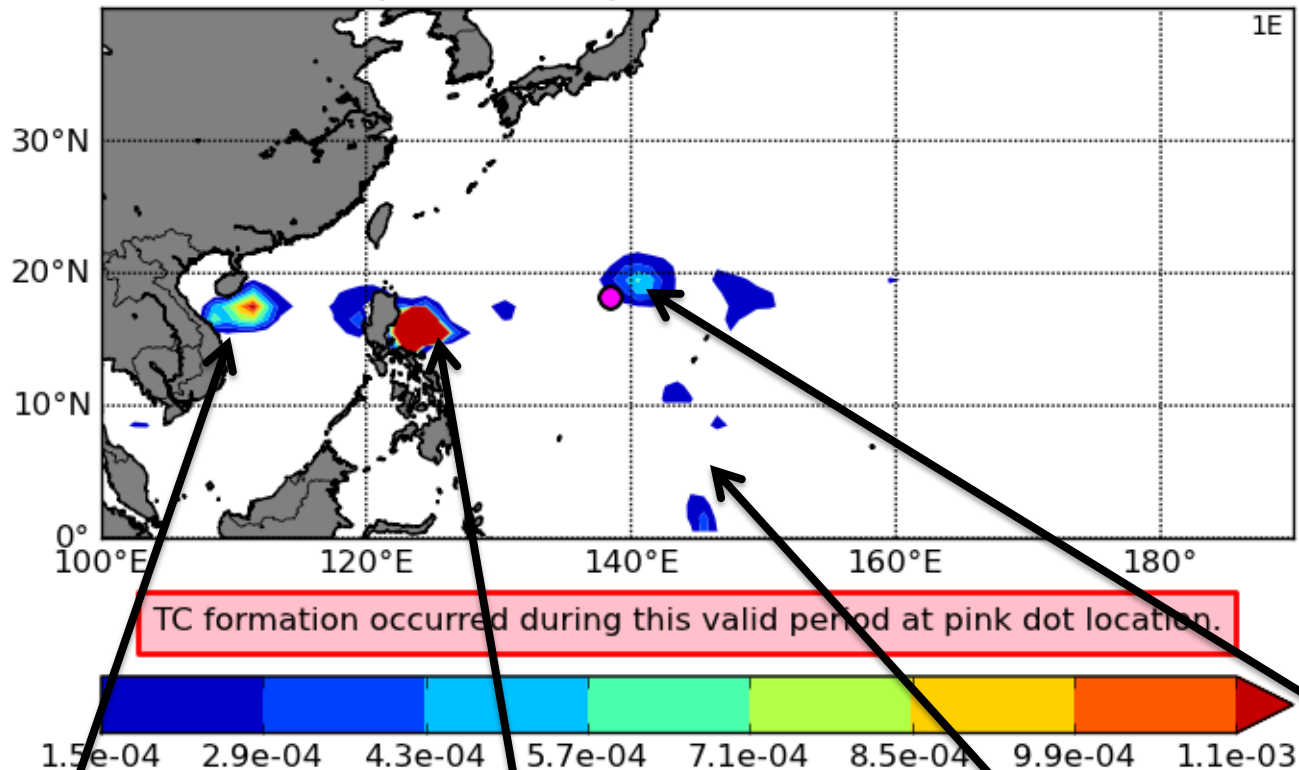 1E
30°N
20°N
10°N
0°
100°E 120°E 140°E 160°E 180°
TC formation occurred during this valid period at pink dot location.
1.5e-04 2.9e-04 4.3e-04 5.7e-04 7.1e-04 8.5e-04 9.9e-04 1.1e-03